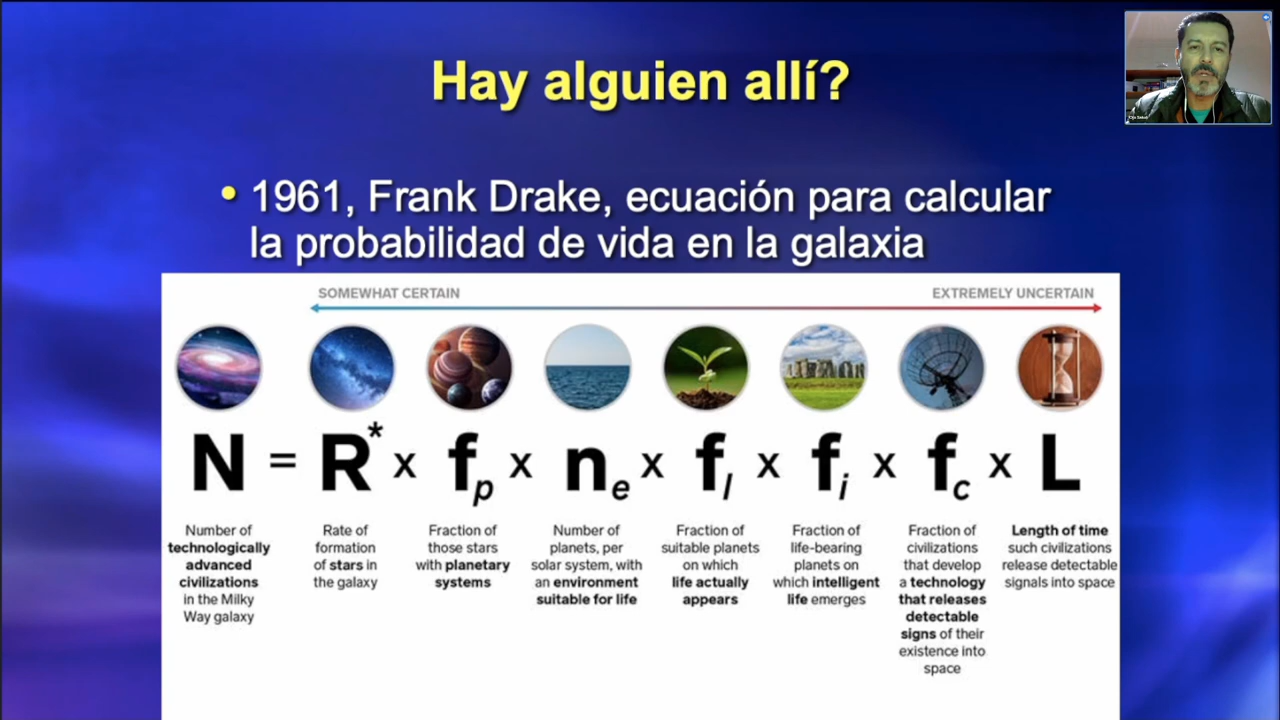 Hay alguien allí?
• 1961, Frank Drake, ecuación para calcular
la probabilidad de vida en la galaxia
SOMEWHAT CERTAIN
EXTREMELY UNCERTAIN
N = R* x fp x ne x fl x fi x fc x L
Number of
technologically
advanced
civilizations
in the Milky
Way galaxy
Rate of
formation
of stars in
the galaxy
Fraction of
those stars
with planetary
systems
Number of
planets, per
solar system, with
an environment
suitable for life
Fraction of
suitable planets
on which
life actually
appears
Fraction of
life-bearing
planets on
which intelligent
life emerges
Fraction of
civilizations
that develop
a technology
that releases
detectable
signs of their
existence into
space
Length of time
such civilizations
release detectable
signals into space